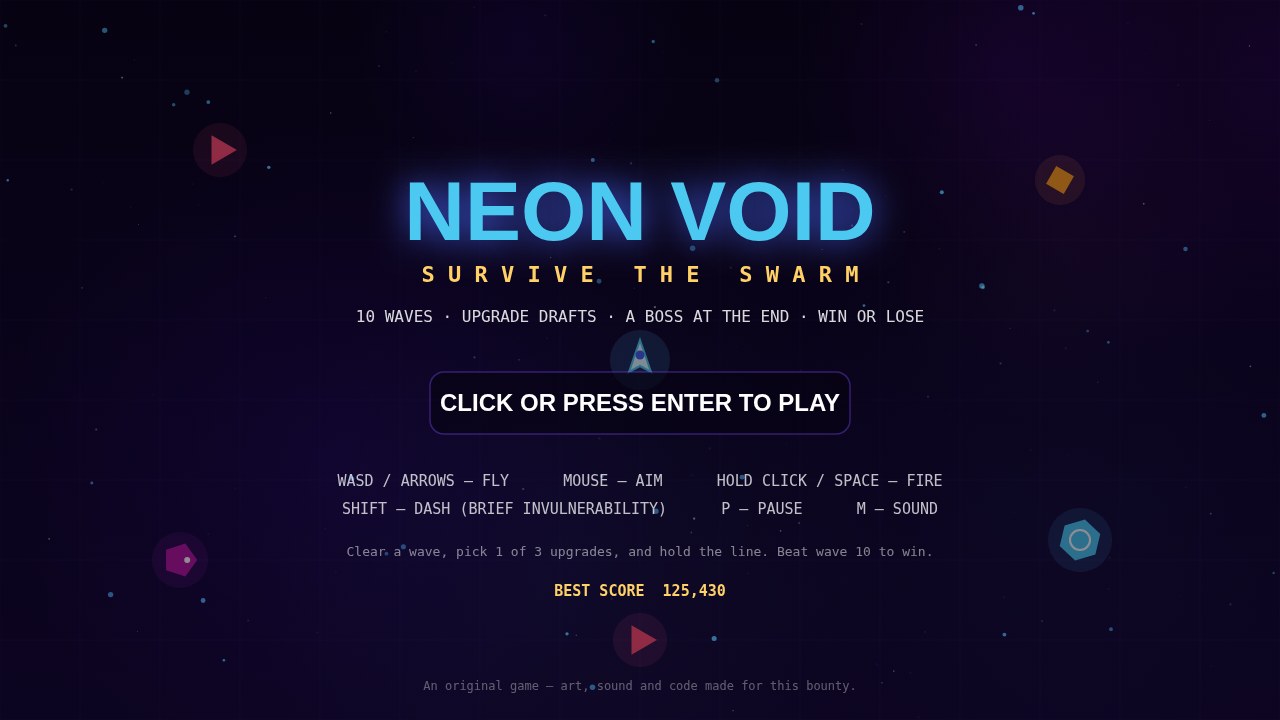 NEON VOID
SURVIVE THE SWARM
10 WAVES · UPGRADE DRAFTS · A BOSS AT THE END · WIN OR LOSE
CLICK OR PRESS ENTER TO PLAY
WASD / ARROWS — FLY MOUSE — AIM HOLD CLICK / SPACE — FIRE
SHIFT — DASH (BRIEF INVULNERABILITY) P — PAUSE M — SOUND
Clear a wave, pick 1 of 3 upgrades, and hold the line. Beat wave 10 to win.
BEST SCORE 125,430
An original game — art, sound and code made for this bounty.